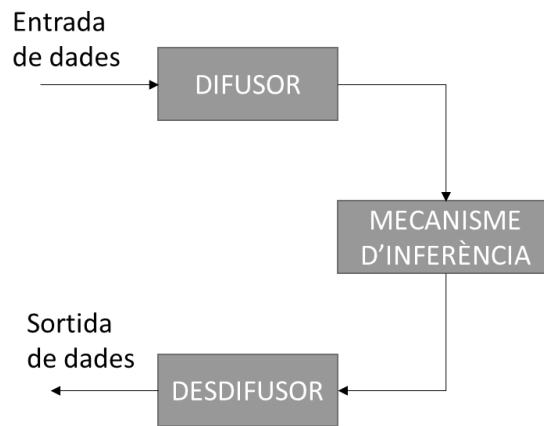 Entrada
de dades
DIFUSOR
MECANISME
D'INFERÈNCIA
Sortida
de dades
DESDIFUSOR